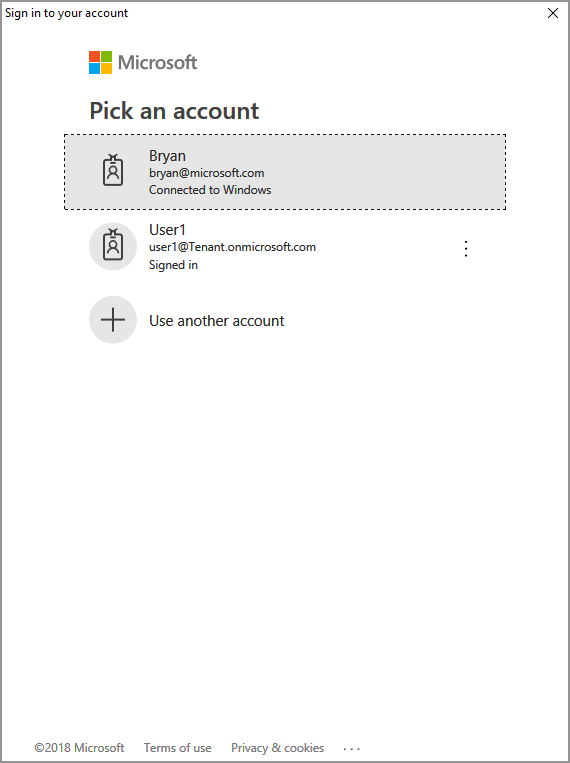 Sign in to your account
Microsoft
Pick an account
Bryan
bryan@microsoft.com
Connected to Windows
User1
user1@Tenant.onmicrosoft.com
Signed in
Use another account
©2018 Microsoft Terms of use Privacy & cookies ...